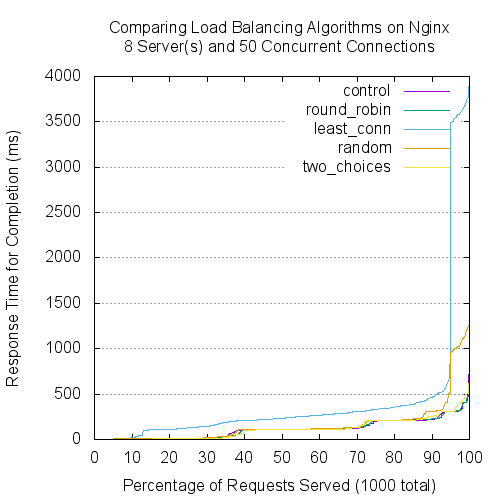 Comparing Load Balancing Algorithms on Nginx
8 Server(s) and 50 Concurrent Connections
4000
3500
3000
2500
2000
1500
1000
500
0
control
round_robin
least_conn
random
two_choices
Response Time for Completion (ms)
0 10 20 30 40 50 60 70 80 90 100
Percentage of Requests Served (1000 total)